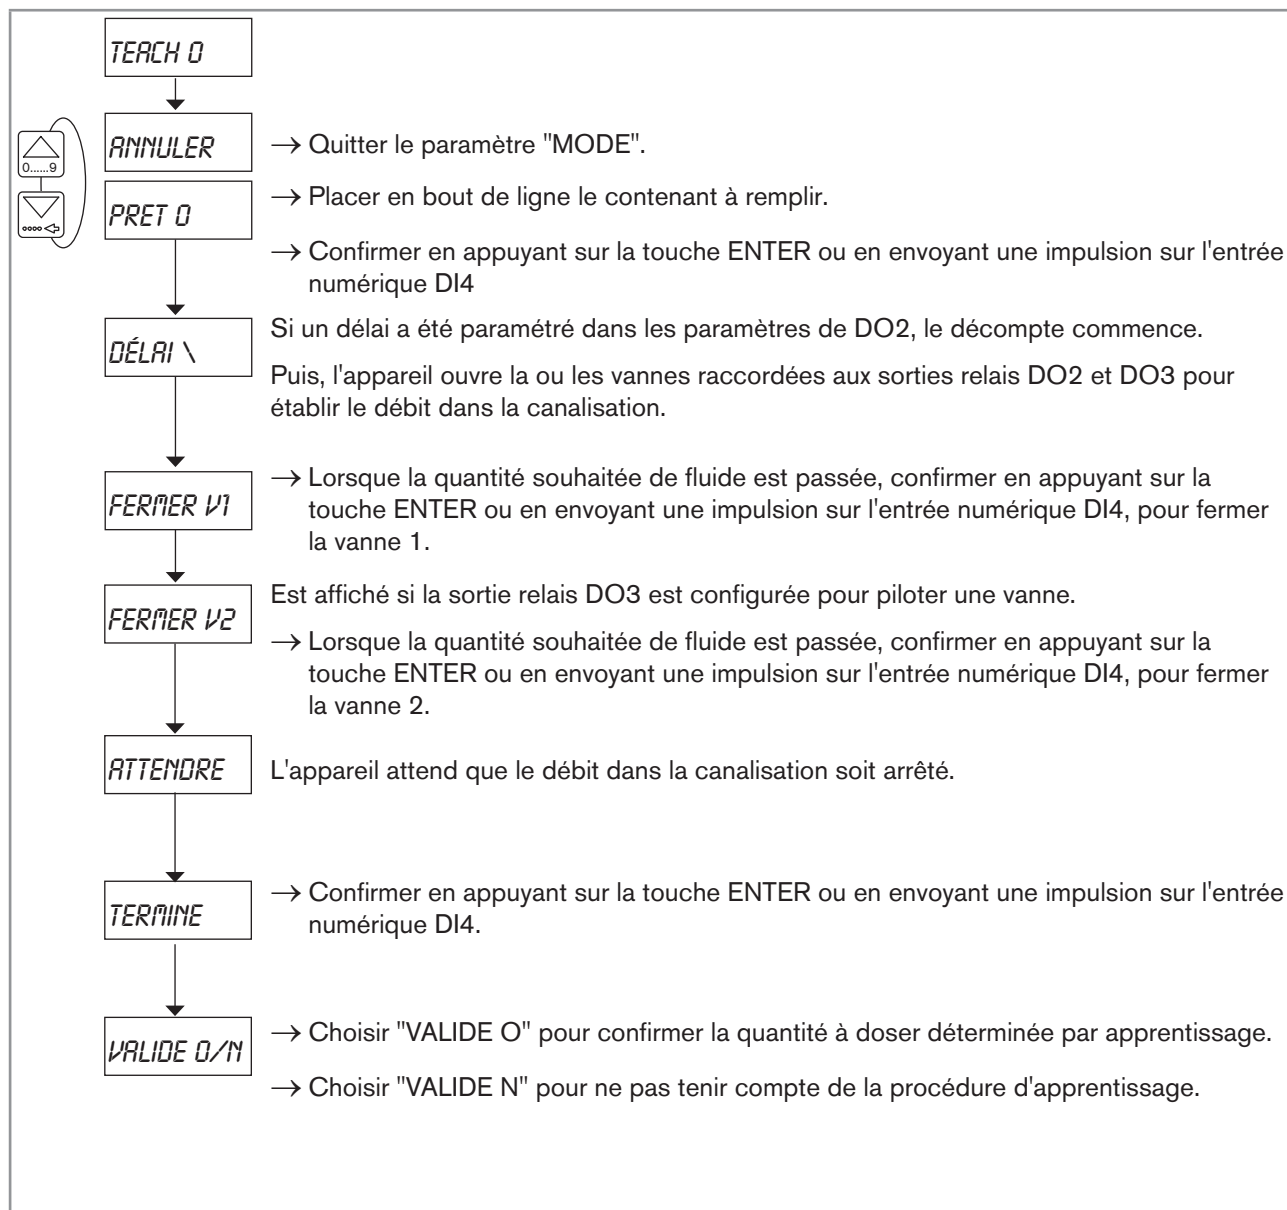 TEACH O
ANNULER
→ Quitter le paramètre "MODE".
0......9
PRET O
→ Placer en bout de ligne le contenant à remplir.
→ Confirmer en appuyant sur la touche ENTER ou en envoyant une impulsion sur l'entrée
numérique DI4
DÉLAI \
Si un délai a été paramétré dans les paramètres de DO2, le décompte commence.
Puis, l'appareil ouvre la ou les vannes raccordées aux sorties relais DO2 et DO3 pour
établir le débit dans la canalisation.
FERMER V1
→ Lorsque la quantité souhaitée de fluide est passée, confirmer en appuyant sur la
touche ENTER ou en envoyant une impulsion sur l'entrée numérique DI4, pour fermer
la vanne 1.
FERMER V2
Est affiché si la sortie relais DO3 est configurée pour piloter une vanne.
→ Lorsque la quantité souhaitée de fluide est passée, confirmer en appuyant sur la
touche ENTER ou en envoyant une impulsion sur l'entrée numérique DI4, pour fermer
la vanne 2.
ATTENDRE
L'appareil attend que le débit dans la canalisation soit arrêté.
TERMINE
→ Confirmer en appuyant sur la touche ENTER ou en envoyant une impulsion sur l'entrée
numérique DI4.
VALIDE O/N
→ Choisir "VALIDE O" pour confirmer la quantité à doser déterminée par apprentissage.
→ Choisir "VALIDE N" pour ne pas tenir compte de la procédure d'apprentissage.